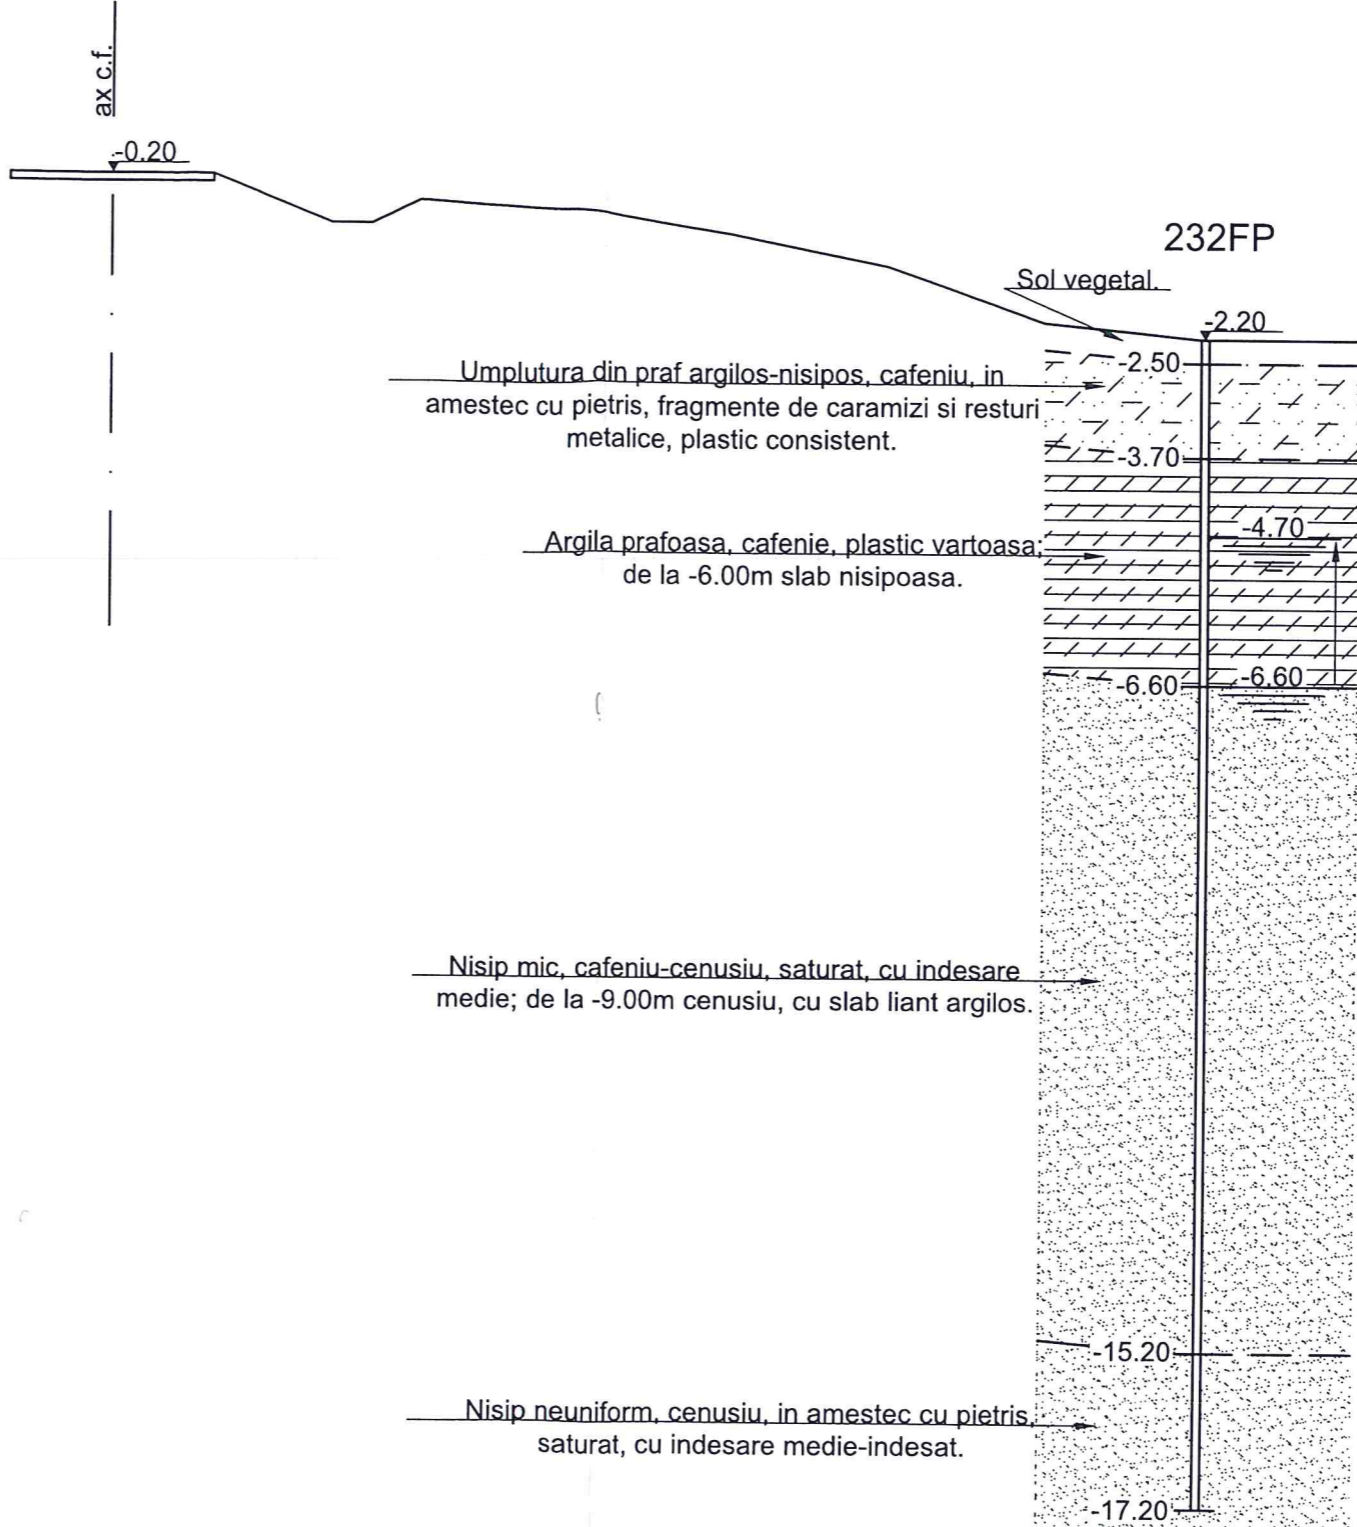 ax c.f.
-0.20
232FP
Sol vegetal.
-2.20
-2.50
Umplutura din praf argilos-nisipos, cafeniu, in
amestec cu pietris, fragmente de caramizi si resturi
metalice, plastic consistent.
-3.70
-4.70
Argila prafoasa, cafenie, plastic vartoasa;
de la -6.00m slab nisipoasa.
-6.60
-6.60
Nisip mic, cafeniu-cenusiu, saturat, cu indesare
medie; de la -9.00m cenusiu, cu slab liant argilos.
-15.20
Nisip neuniform, cenusiu, in amestec cu pietris,
saturat, cu indesare medie-indesat.
-17.20